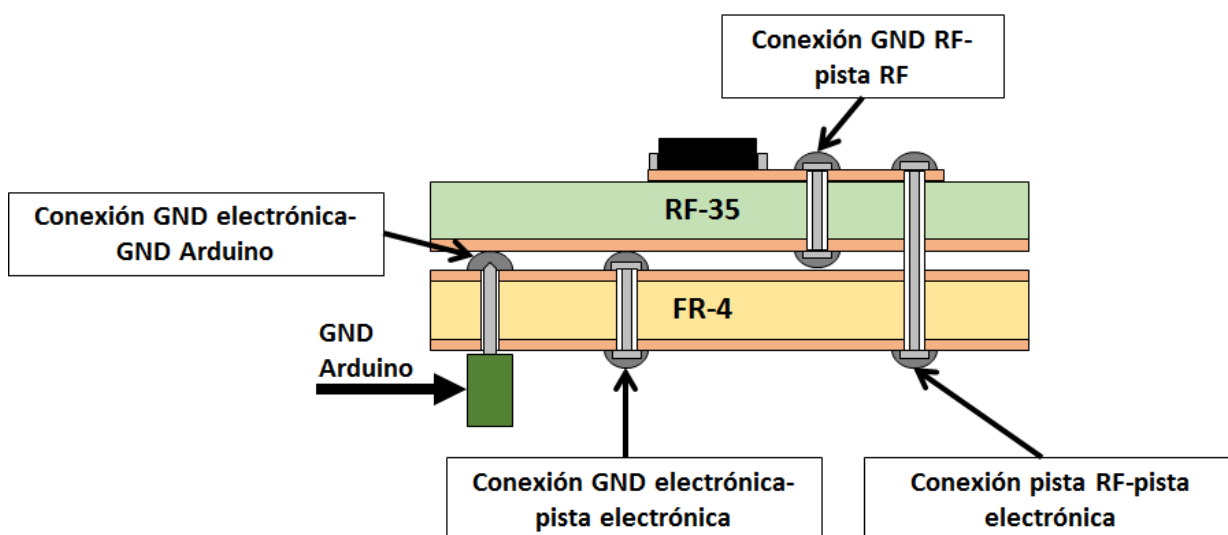 Conexión GND RF-
pista RF
Conexión GND electrónica-
GND Arduino
RF-35
FR-4
GND
Arduino
Conexión GND electrónica-
pista electrónica
Conexión pista RF-pista
electrónica